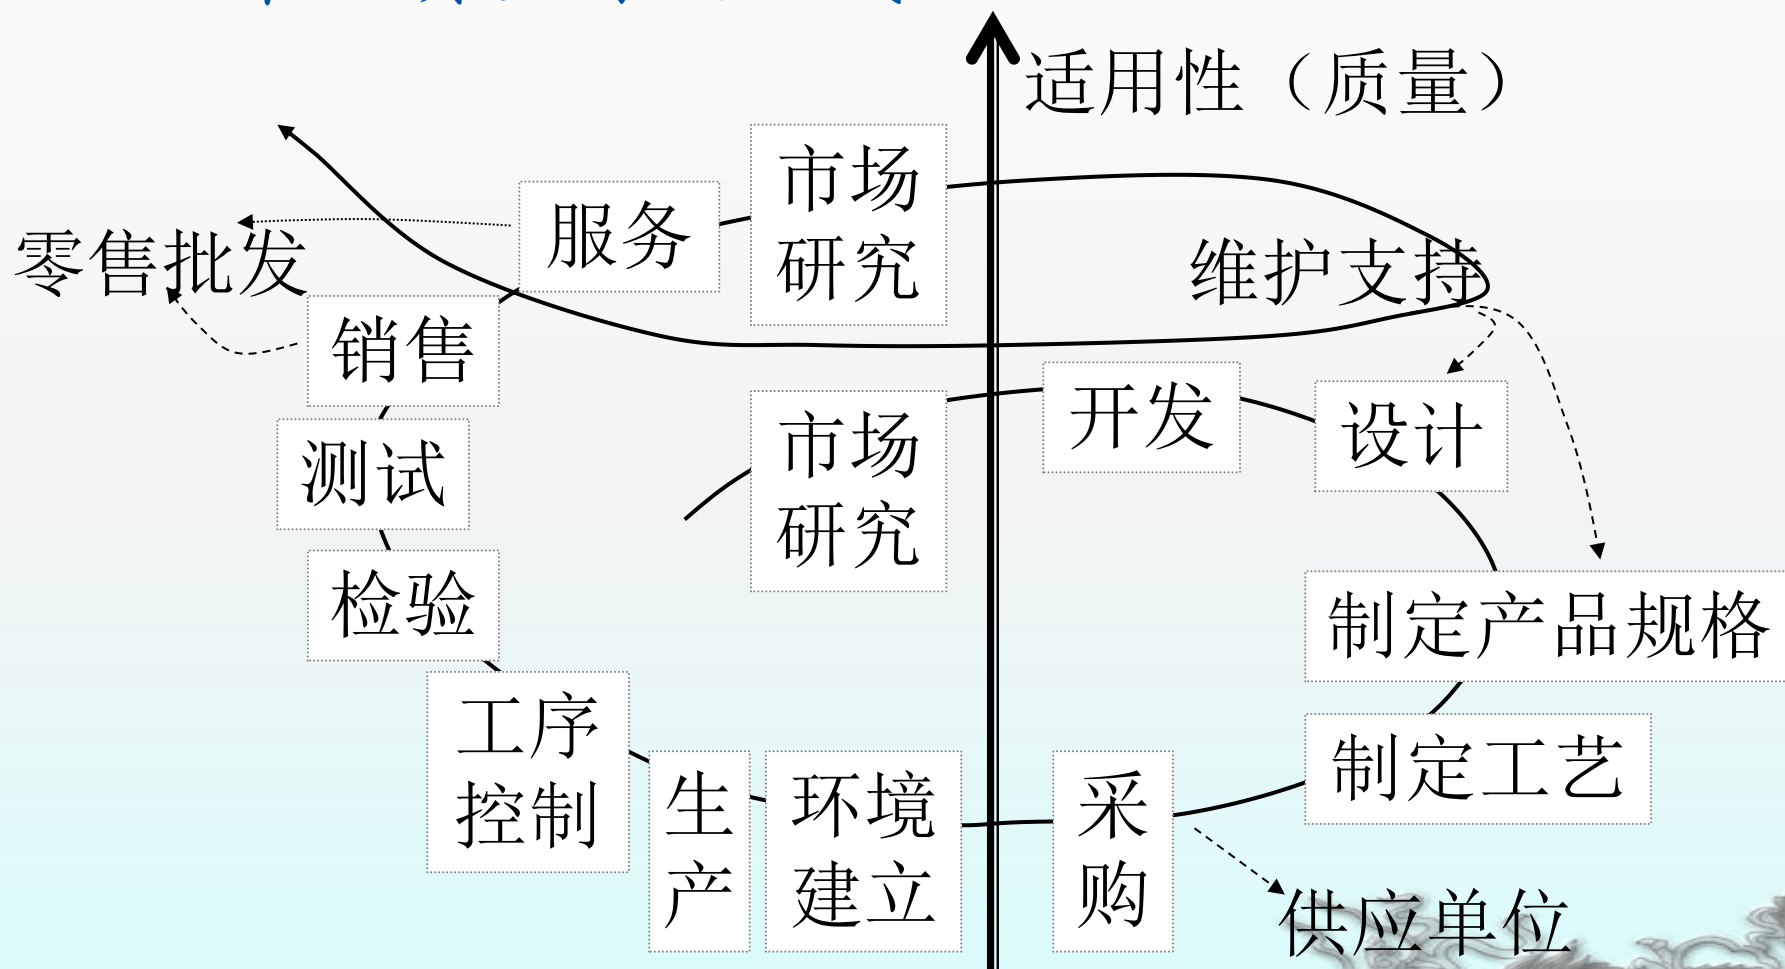 适用性（质量）
市场
研究
服务
零售批发
维护支持
销售
开发
市场
研究
设计
测试
检验
制定产品规格
工序
控制
制定工艺
生
产
环境
建立
采
购
供应单位